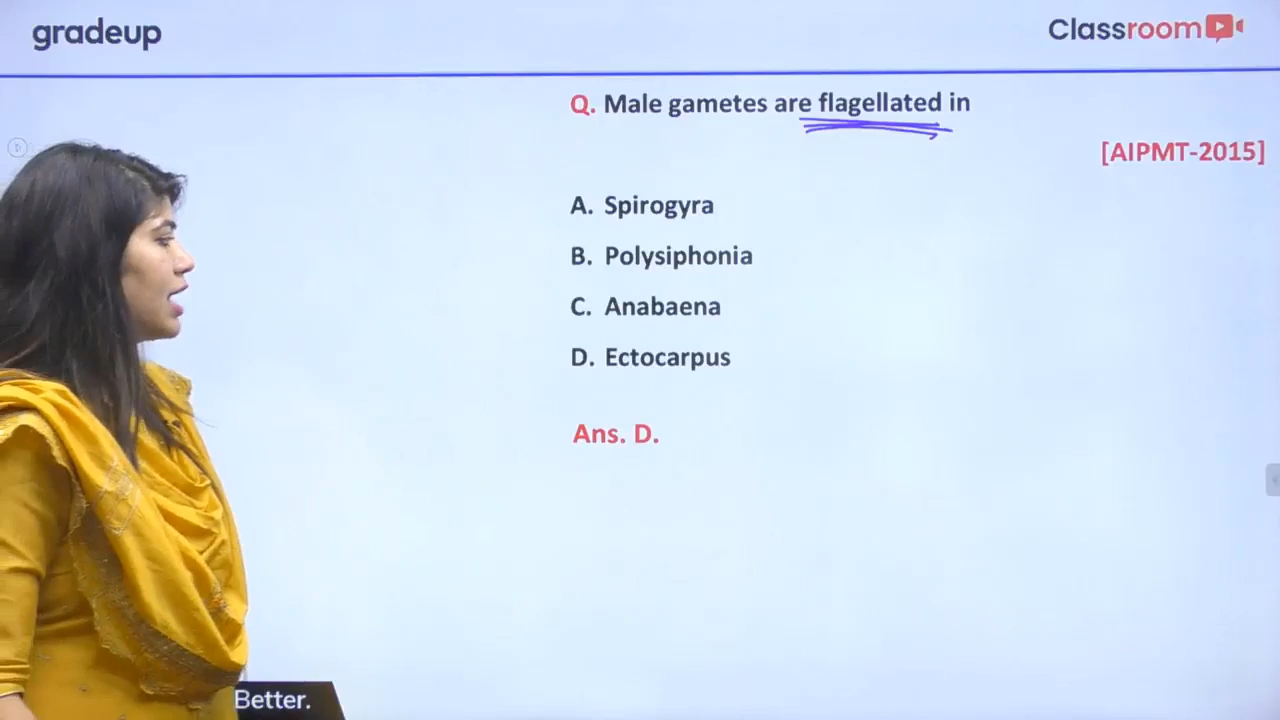 gradeup
Classroom
Q. Male gametes are flagellated in
[AIPMT-2015]
A. Spirogyra
B. Polysiphonia
C. Anabaena
D. Ectocarpus
Ans. D.
Better.